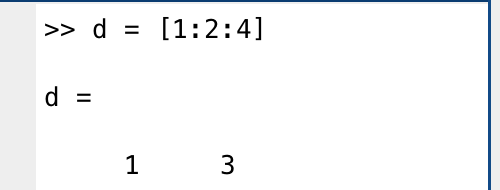 >> d = [1:2:4]
d =
1     3